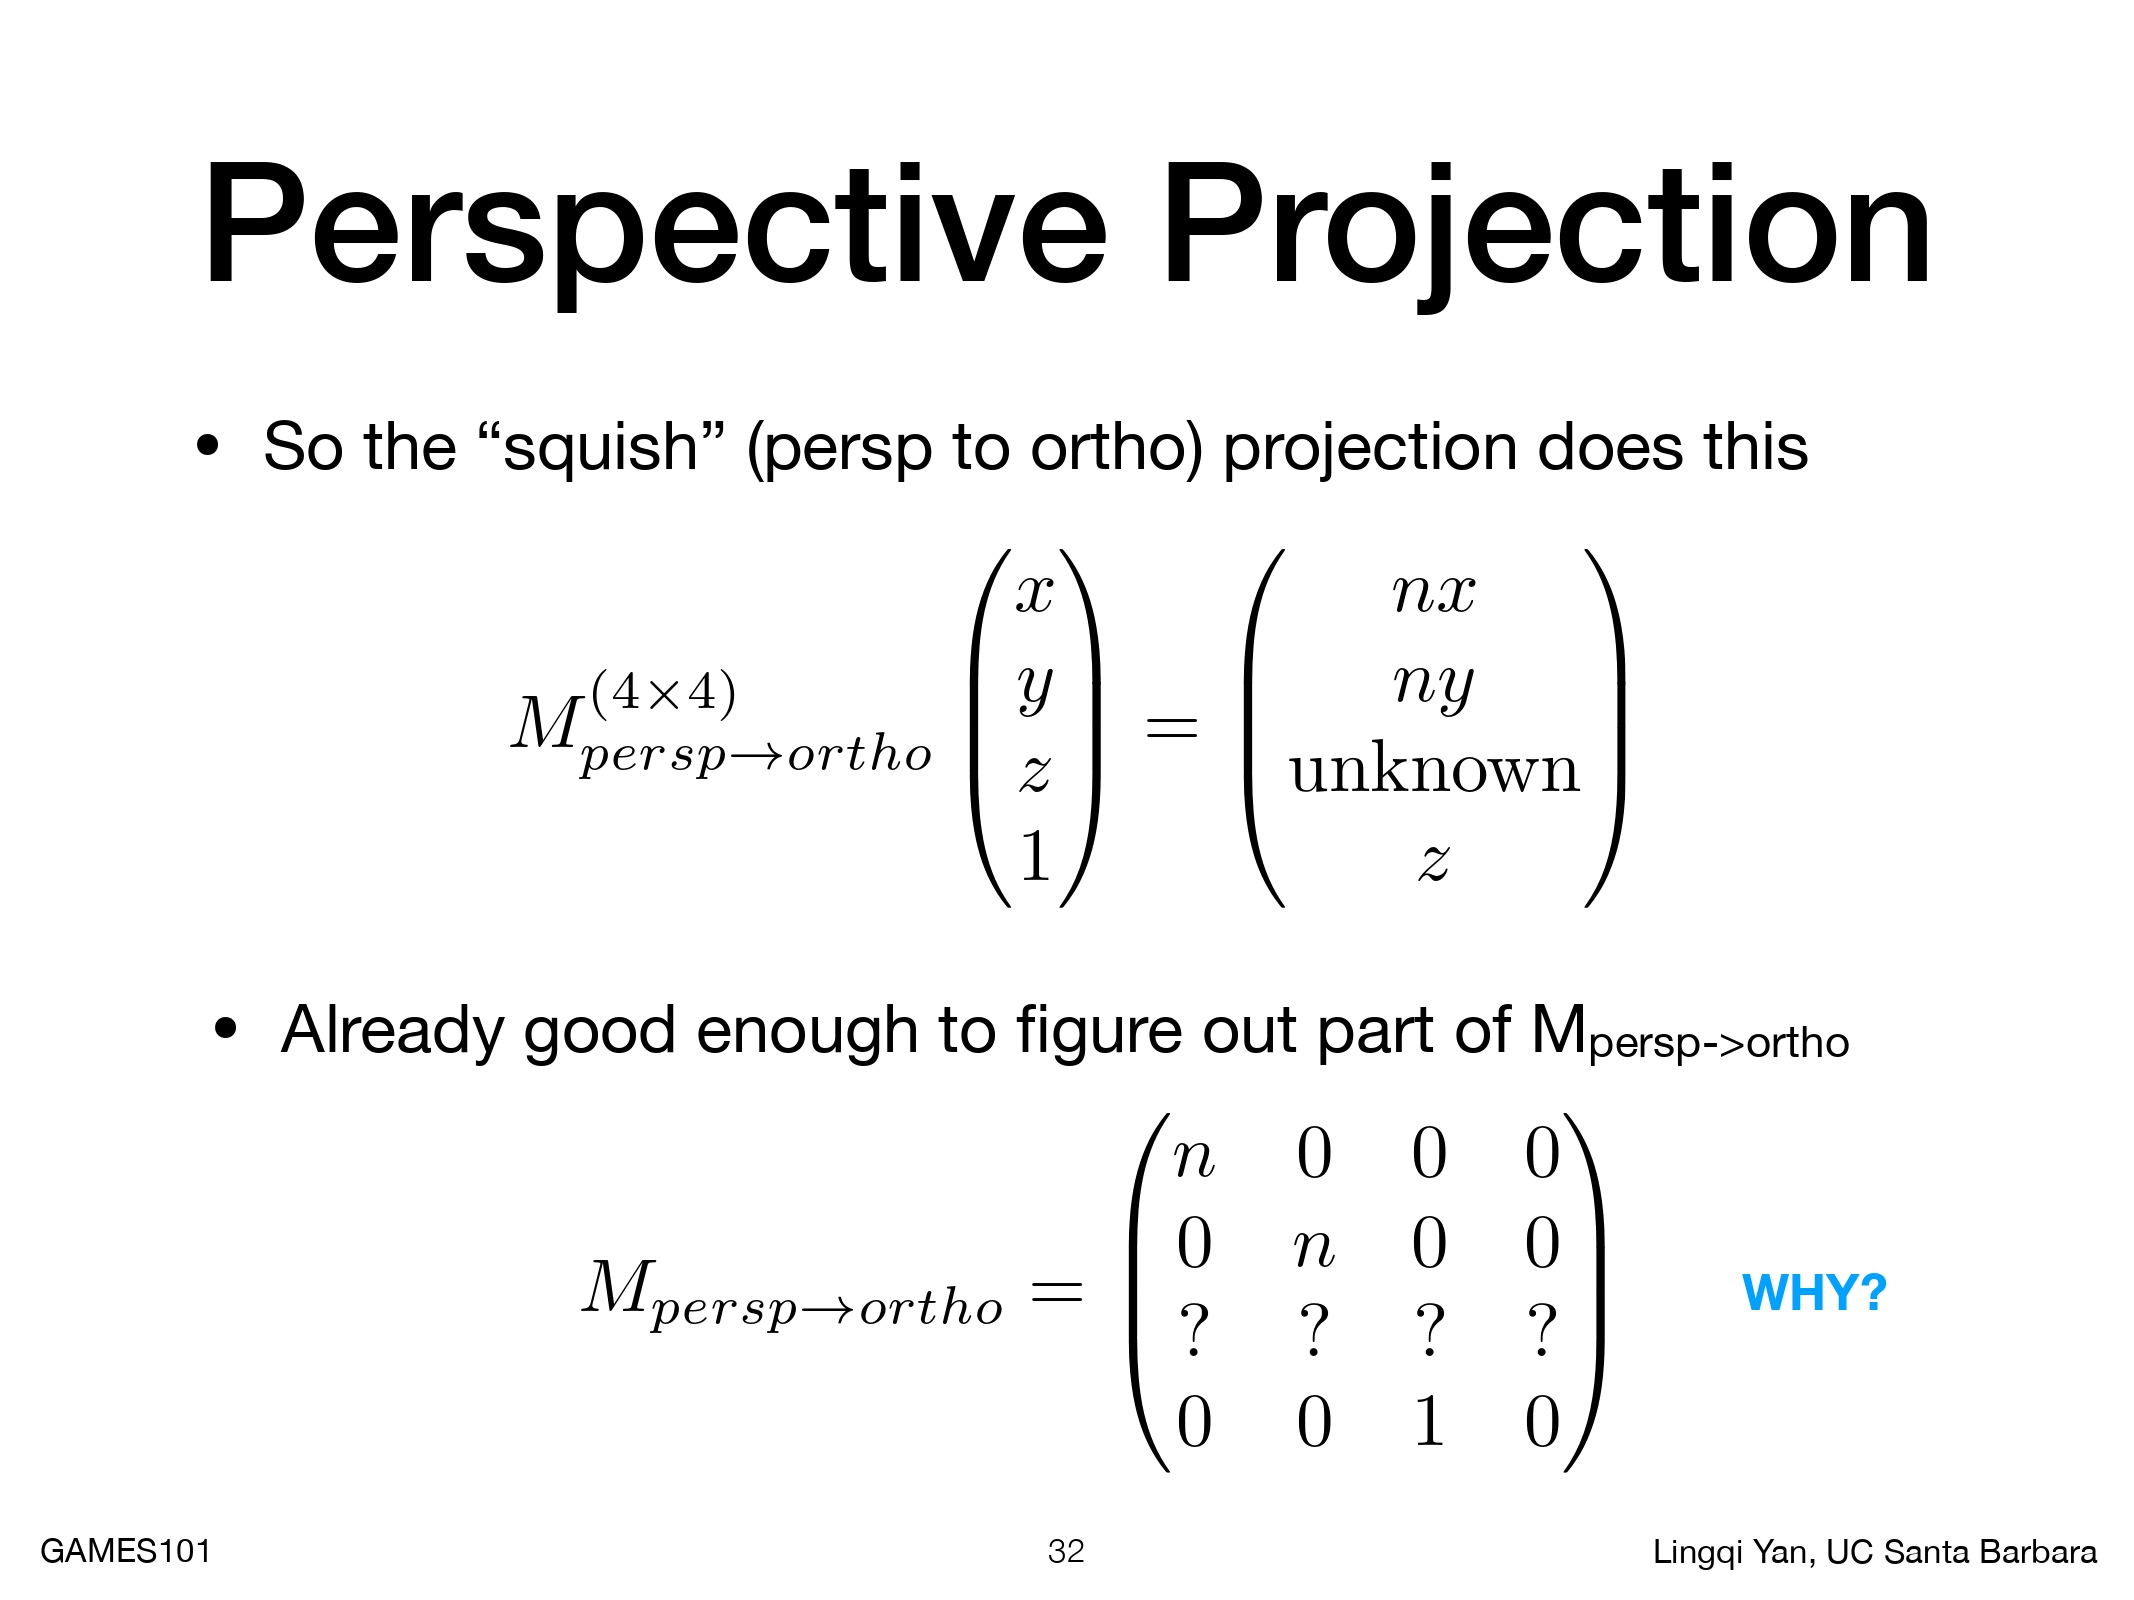 Perspective Projection
• So the “squish” (persp to ortho) projection does this
$M_{persp \to ortho}^{(4 \times 4)} \begin{pmatrix} x \\ y \\ z \\ 1 \end{pmatrix} = \begin{pmatrix} nx \\ ny \\ \text{unknown} \\ z \end{pmatrix}$
• Already good enough to figure out part of M_{persp->ortho}
$M_{persp \to ortho} = \begin{pmatrix} n & 0 & 0 & 0 \\ 0 & n & 0 & 0 \\ ? & ? & ? & ? \\ 0 & 0 & 1 & 0 \end{pmatrix}$ WHY?
GAMES101 32 Lingqi Yan, UC Santa Barbara